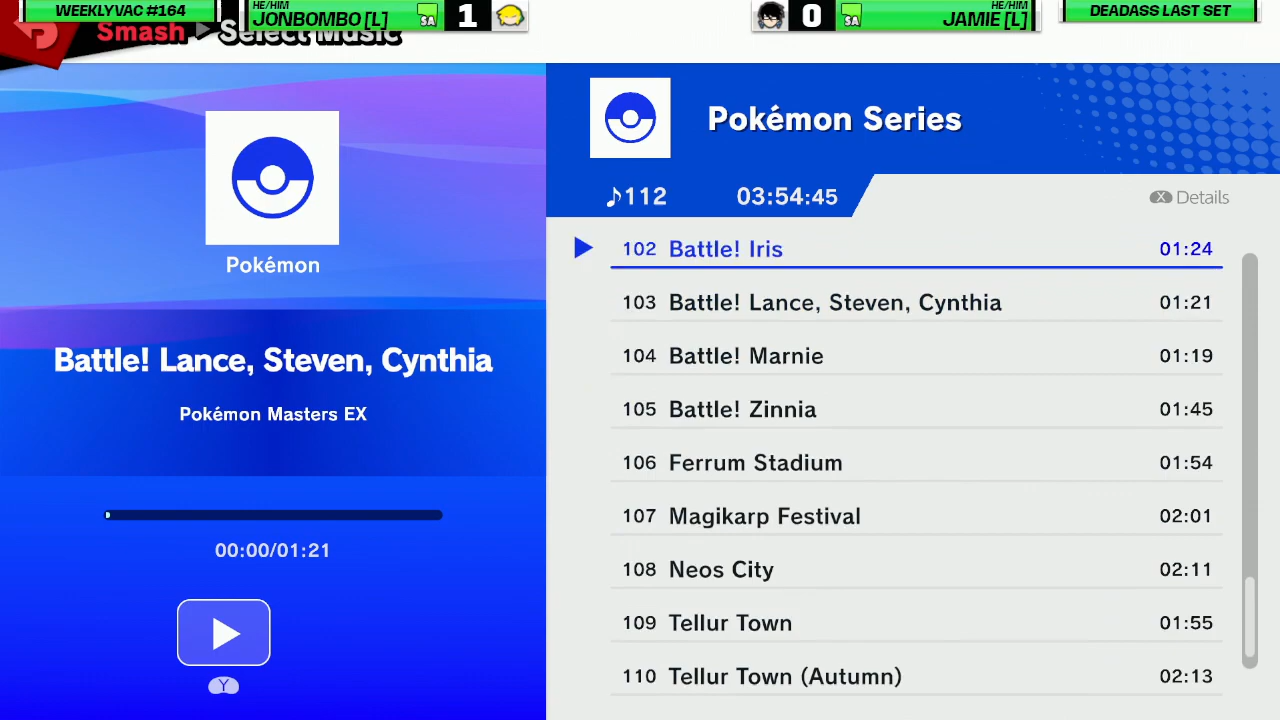 WEEKLYVAC #164
HE/HIM
JONBOMBO [L]
SA
1
0
SA
HE/HIM
JAMIE [L]
DEADASS LAST SET
Smash
Select Music
Pokémon
Battle! Lance, Steven, Cynthia
Pokémon Masters EX
00:00/01:21
Y
Pokémon Series
♪112 03:54:45
X Details
102 Battle! Iris 01:24
103 Battle! Lance, Steven, Cynthia 01:21
104 Battle! Marnie 01:19
105 Battle! Zinnia 01:45
106 Ferrum Stadium 01:54
107 Magikarp Festival 02:01
108 Neos City 02:11
109 Tellur Town 01:55
110 Tellur Town (Autumn) 02:13